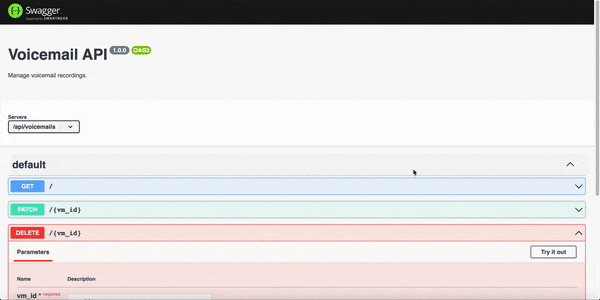 Swagger
Supported by SMARTBEAR
Voicemail API 1.0.0 OAS3
Manage voicemail recordings.
Servers
/api/voicemails
default
GET /
PATCH /{vm_id}
DELETE /{vm_id}
Parameters Try it out
Name Description
vm_id * required